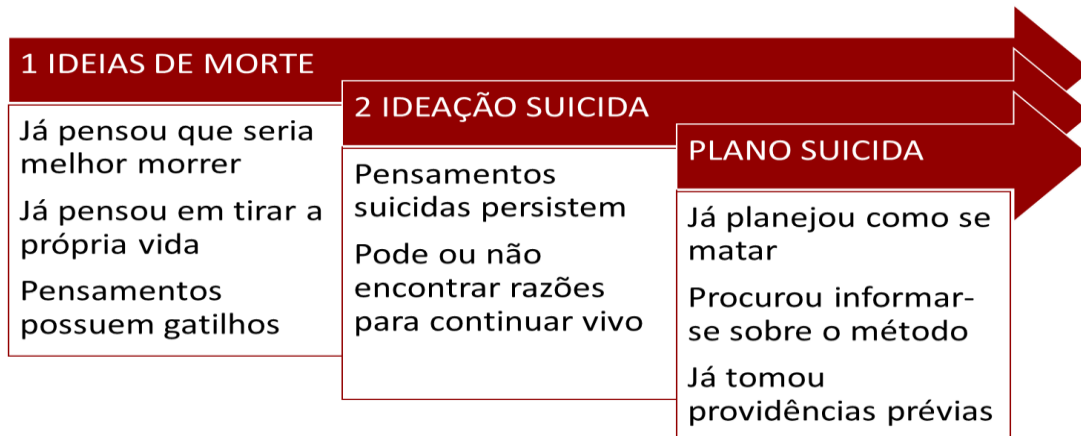 1 IDEIAS DE MORTE
Já pensou que seria
melhor morrer
Já pensou em tirar a
própria vida
Pensamentos
possuem gatilhos
2 IDEAÇÃO SUICIDA
Pensamentos
suicidas persistem
Pode ou não
encontrar razões
para continuar vivo
PLANO SUICIDA
Já planejou como se
matar
Procurou informar-
se sobre o método
Já tomou
providências prévias